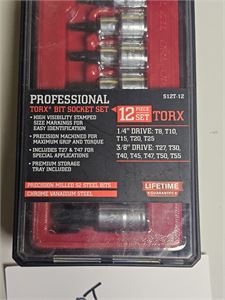 PROFESSIONAL
S12T-12
TORX® BIT SOCKET SET
12 PIECE SET TORX
• HIGH VISIBILITY STAMPED
SIZE MARKINGS FOR
EASY IDENTIFICATION
• PRECISION MACHINED FOR
MAXIMUM GRIP AND TORQUE
• INCLUDES T27 & T47 FOR
SPECIAL APPLICATIONS
• PREMIUM STORAGE
TRAY INCLUDED
1/4" DRIVE: T8, T10,
T15, T20, T25
3/8" DRIVE: T27, T30,
T40, T45, T47, T50, T55
PRECISION-MILLED S2 STEEL BITS
CHROME VANADIUM STEEL
LIFETIME
GUARANTEE